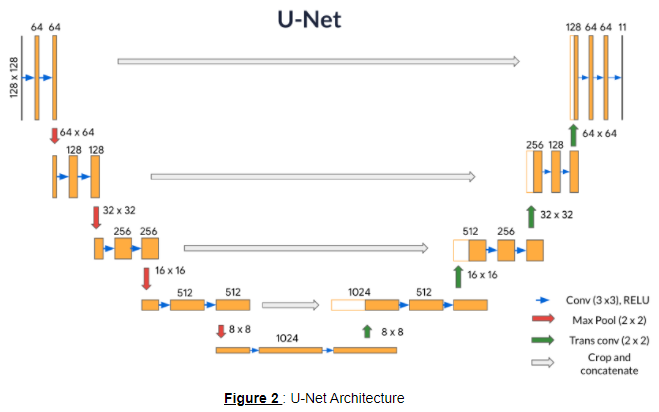 U-Net
64 64
128 64 64 11
128 x 128
64 x 64
64 x 64
128 128
256 128
32 x 32
32 x 32
256 256
512 256
16 x 16
16 x 16
512 512
1024 512
8 x 8
8 x 8
1024
Conv (3 x3), RELU
Max Pool (2 x 2)
Trans conv (2 x 2)
Crop and
concatenate
Figure 2 : U-Net Architecture